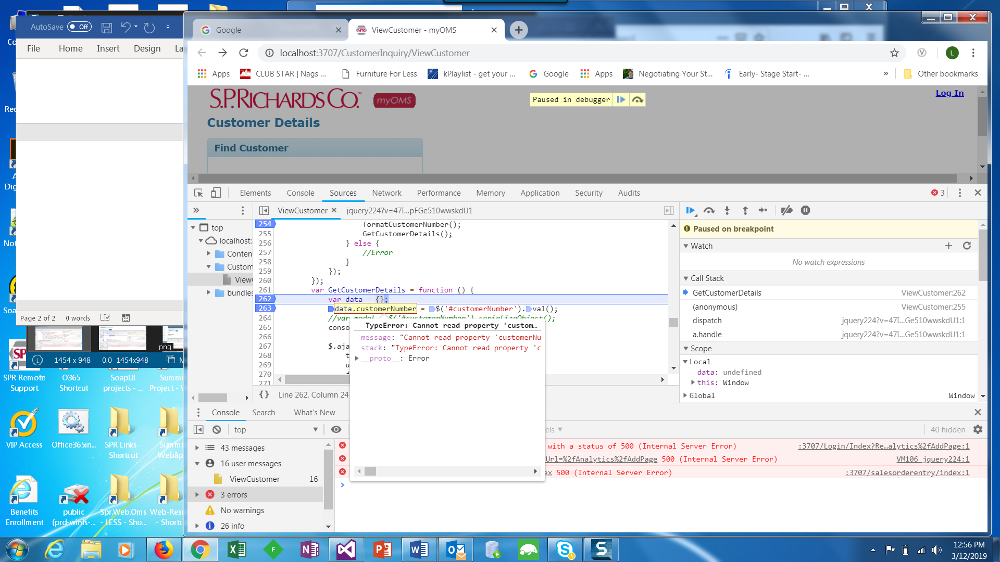 AutoSave Off
File Home Insert Design La
Page 2 of 2 0 words
png
1454 x 948 0,0 1454x948
SPR Remote Support
O365 - Shortcut
SoapUI projects - ...
VIP Access
Office365in...
SPR Links - Shortcut
Benefits Enrollment
public (prd-winfs-...
Spr.Web.Oms - LESS - Sho...
Google
ViewCustomer - myOMS
localhost:3707/CustomerInquiry/ViewCustomer
L
Apps CLUB STAR | Nags ... Furniture For Less kPlaylist - get your ... Google Apps Negotiating Your St... Early- Stage Start- ... » Other bookmarks
S.P. RICHARDS CO.™ myOMS
Paused in debugger
Log In
Customer Details
Find Customer
Elements Console Sources Network Performance Memory Application Security Audits 3
ViewCustomer jquery224?v=47I...pFGe510wwskdU1
top
localhost:
Conten
Custom
View
bundles
254 formatCustomerNumber();
255 GetCustomerDetails();
256 } else {
257 //Error
258 }
259 });
260 });
261 var GetCustomerDetails = function () {
262 var data = {};
263 data.customerNumber = $('#customerNumber').val();
264 //var model $('#customerNumber').serializeObject();
265 conso
266
267 $.aja
268 t
269 u
270 d
271
TypeError: Cannot read property 'custom...
message: "Cannot read property 'customerNu
stack: "TypeError: Cannot read property 'c
__proto__: Error
{} Line 262, Column 24
Paused on breakpoint
Watch
No watch expressions
Call Stack
GetCustomerDetails ViewCustomer:262
(anonymous) ViewCustomer:255
dispatch jquery224?v=47I...Ge510wwskdU1:1
a.handle jquery224?v=47I...Ge510wwskdU1:1
Scope
Local
data: undefined
this: Window
Global Window
Console Search What's New
top
els
40 hidden
43 messages
16 user messages
ViewCustomer 16
3 errors
No warnings
26 info
with a status of 500 (Internal Server Error) :3707/Login/Index?Re...alytics%2fAddPage:1
Url=%2fAnalytics%2fAddPage 500 (Internal Server Error) VM106 jquery224:1
ex 500 (Internal Server Error) :3707/salesorderentry/index:1
12:56 PM
3/12/2019